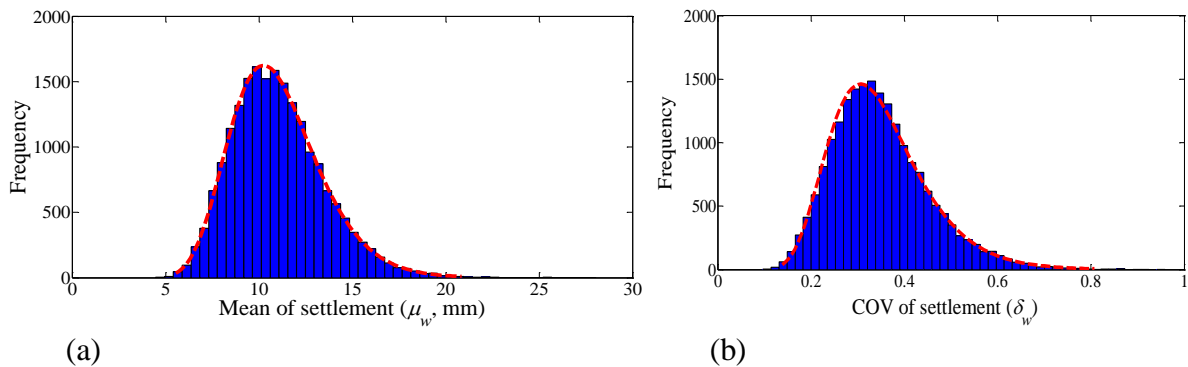 2000
1500
1000
500
0
Frequency
0 5 10 15 20 25 30
Mean of settlement (μw, mm)
(a)
2000
1500
1000
500
0
Frequency
0 0.2 0.4 0.6 0.8 1
COV of settlement (δw)
(b)